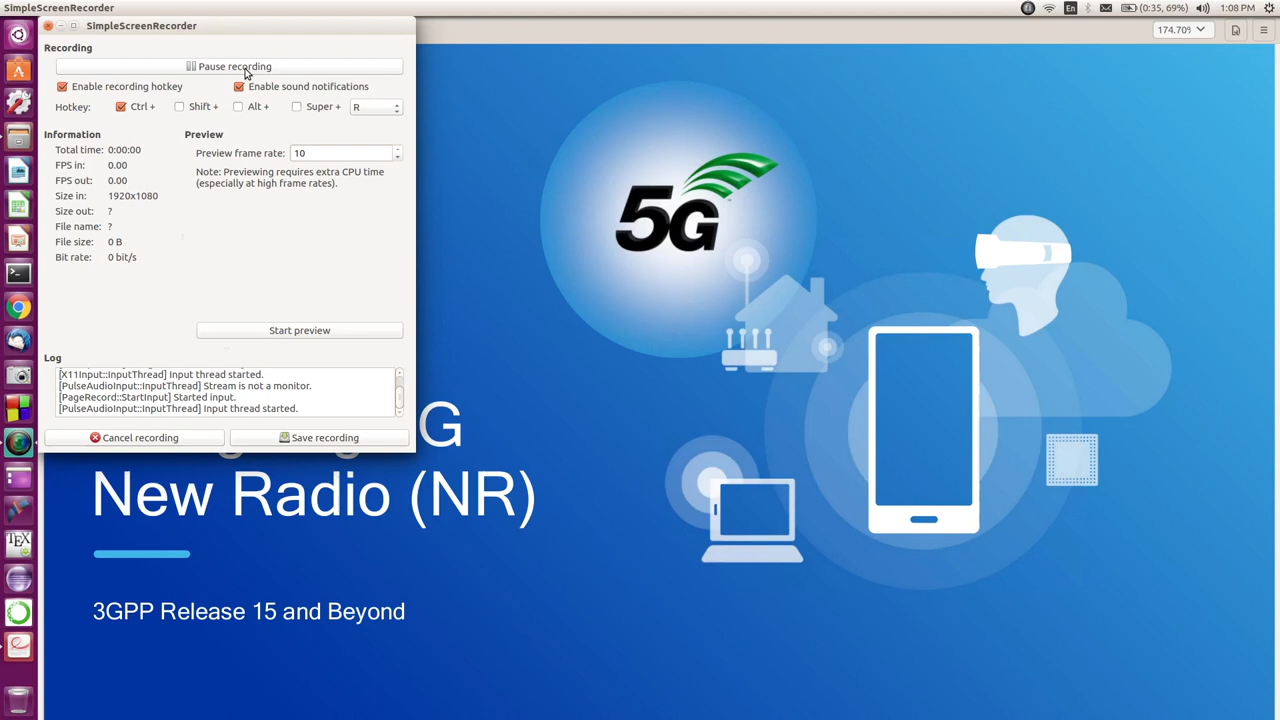 SimpleScreenRecorder
En
(0:35, 69%)
1:08 PM
SimpleScreenRecorder
174.70%
Recording
Pause recording
Enable recording hotkey
Enable sound notifications
Hotkey:
Ctrl +
Shift +
Alt +
Super +
R
Information
Total time: 0:00:00
FPS in: 0.00
FPS out: 0.00
Size in: 1920x1080
Size out: ?
File name: ?
File size: 0 B
Bit rate: 0 bit/s
Preview
Preview frame rate: 10
Note: Previewing requires extra CPU time
(especially at high frame rates).
Start preview
Log
[X11Input::InputThread] Input thread started.
[PulseAudioInput::InputThread] Stream is not a monitor.
[PageRecord::StartInput] Started input.
[PulseAudioInput::InputThread] Input thread started.
Cancel recording
Save recording
5G
™
G
New Radio (NR)
3GPP Release 15 and Beyond
TEX